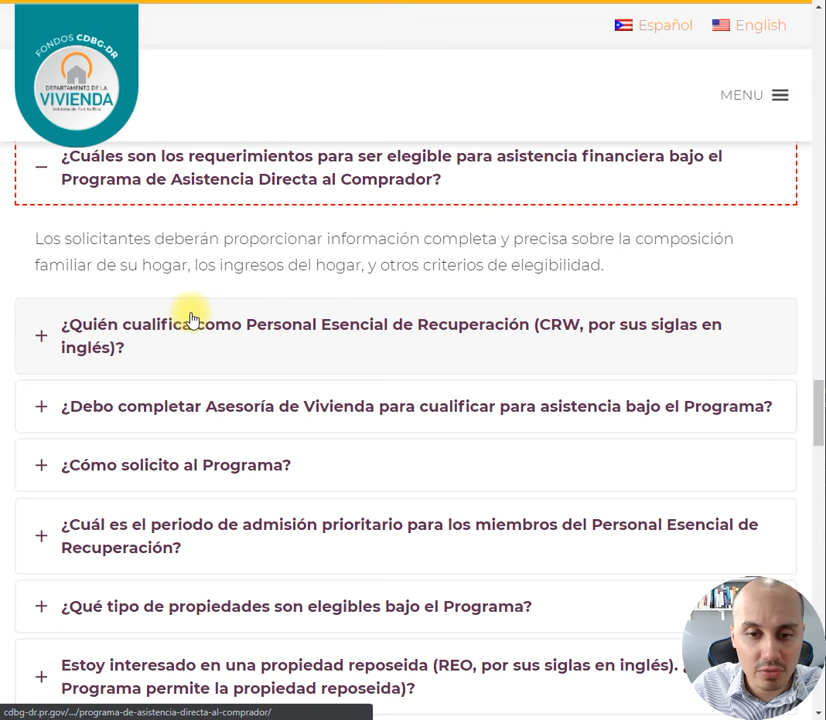 Español
English
FONDOS CDBG-DR
DEPARTAMENTO DE LA
VIVIENDA
MENU
¿Cuáles son los requerimientos para ser elegible para asistencia financiera bajo el
Programa de Asistencia Directa al Comprador?
Los solicitantes deberán proporcionar información completa y precisa sobre la composición
familiar de su hogar, los ingresos del hogar, y otros criterios de elegibilidad.
¿Quién cualifica como Personal Esencial de Recuperación (CRW, por sus siglas en
inglés)?
¿Debo completar Asesoría de Vivienda para cualificar para asistencia bajo el Programa?
¿Cómo solicito al Programa?
¿Cuál es el periodo de admisión prioritario para los miembros del Personal Esencial de
Recuperación?
¿Qué tipo de propiedades son elegibles bajo el Programa?
Estoy interesado en una propiedad reposeida (REO, por sus siglas en inglés). ¿
Programa permite la propiedad reposeida)?
cdbg-dr.pr.gov/.../programa-de-asistencia-directa-al-comprador/